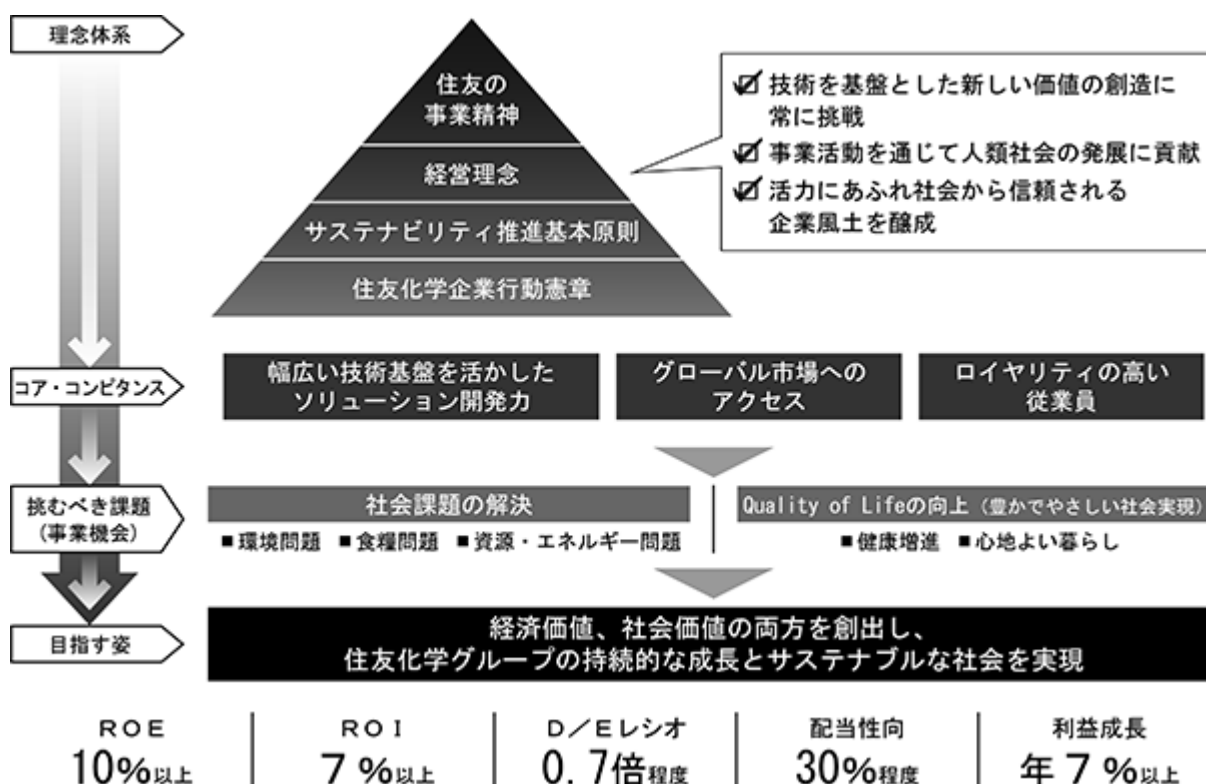 理念体系
住友の
事業精神
経営理念
サステナビリティ推進基本原則
住友化学企業行動憲章
技術を基盤とした新しい価値の創造に
常に挑戦
事業活動を通じて人類社会の発展に貢献
活力にあふれ社会から信頼される
企業風土を醸成
コア・コンピタンス
幅広い技術基盤を活かした
ソリューション開発力
グローバル市場への
アクセス
ロイヤリティの高い
従業員
挑むべき課題
(事業機会)
社会課題の解決
■環境問題 ■食糧問題 ■資源・エネルギー問題
Quality of Lifeの向上（豊かでやさしい社会実現）
■健康増進 ■心地よい暮らし
目指す姿
経済価値、社会価値の両方を創出し、
住友化学グループの持続的な成長とサステナブルな社会を実現
ROE
10%以上
ROI
7%以上
D／Eレシオ
0.7倍程度
配当性向
30%程度
利益成長
年7%以上